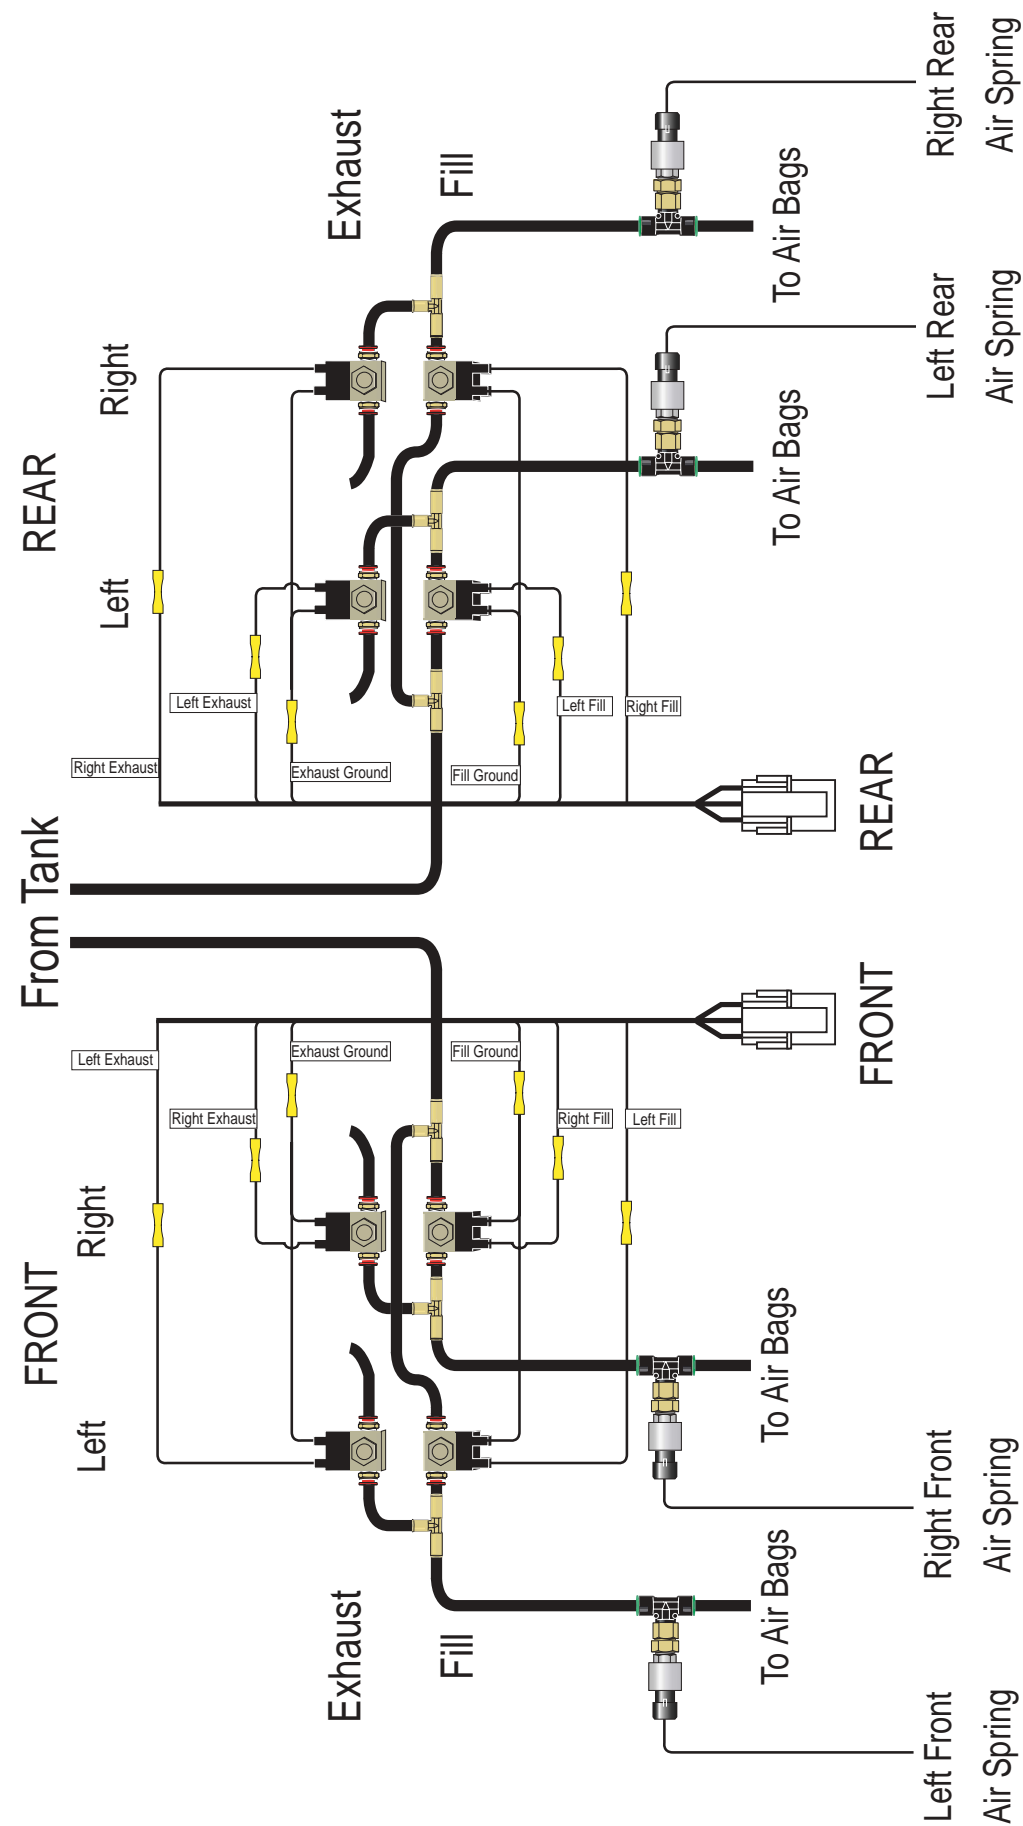 FRONT
From Tank
REAR
Left
Right
Left
Right
Left Exhaust
Right Exhaust
Right Exhaust
Left Exhaust
Exhaust Ground
Exhaust Ground
Exhaust
Exhaust
Fill
Fill
Fill Ground
Fill Ground
Right Fill
Left Fill
Left Fill
Right Fill
To Air Bags
To Air Bags
To Air Bags
To Air Bags
FRONT
REAR
Left Front
Air Spring
Right Front
Air Spring
Left Rear
Air Spring
Right Rear
Air Spring